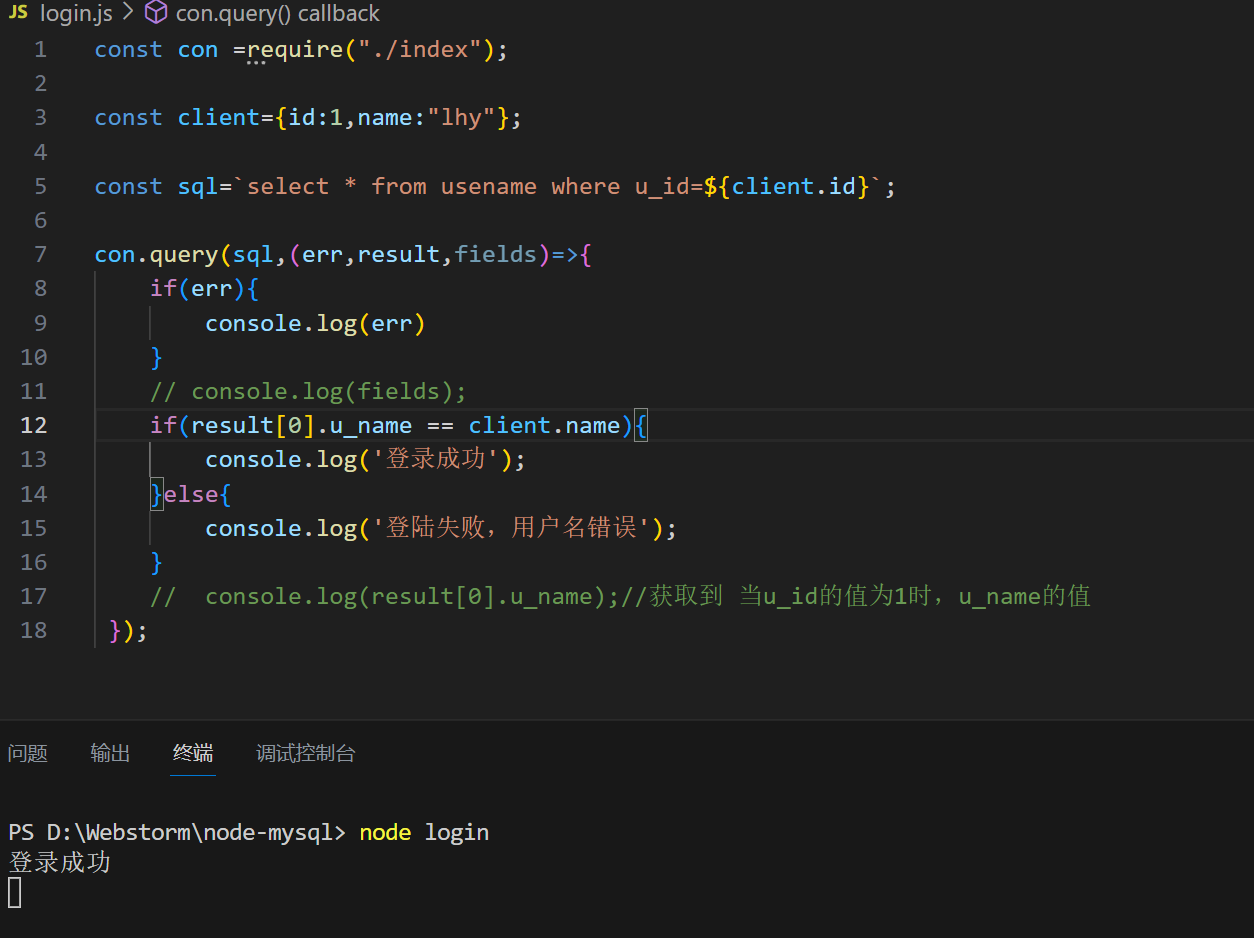 JS login.js > con.query() callback
1 const con =require("./index");
2
3 const client={id:1,name:"lhy"};
4
5 const sql=`select * from usename where u_id=${client.id}`;
6
7 con.query(sql,(err,result,fields)=>{
8 if(err){
9 console.log(err)
10 }
11 // console.log(fields);
12 if(result[0].u_name == client.name){
13 console.log('登录成功');
14 }else{
15 console.log('登陆失败，用户名错误');
16 }
17 //  console.log(result[0].u_name);//获取到 当u_id的值为1时，u_name的值
18 });
问题 输出 终端 调试控制台
PS D:\Webstorm\node-mysql> node login
登录成功